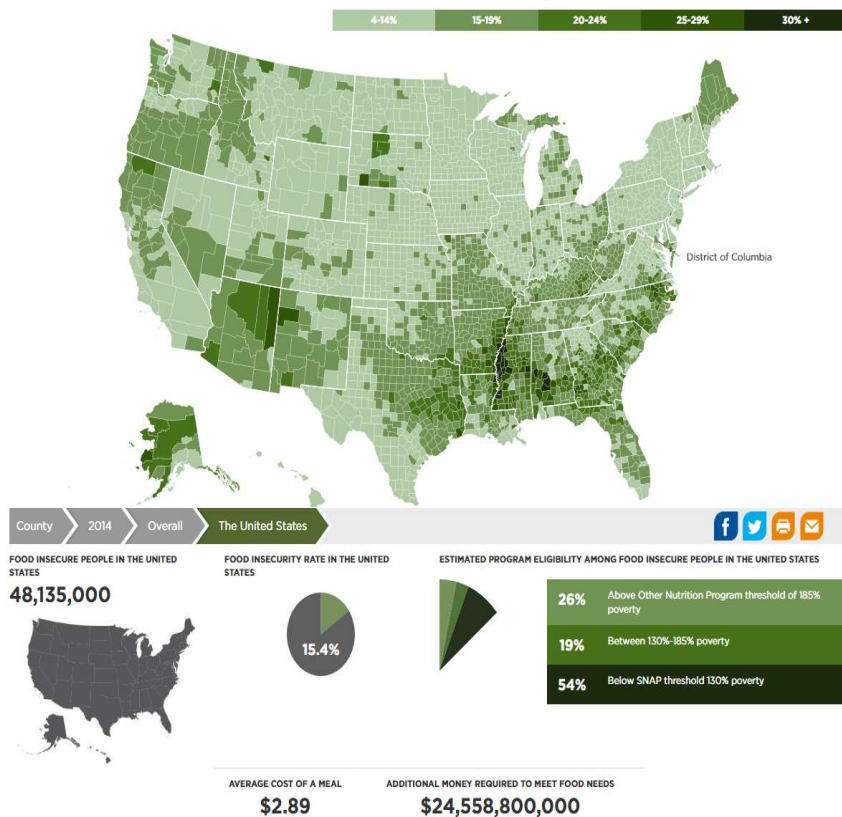 4-14% 15-19% 20-24% 25-29% 30% +
District of Columbia
County 2014 Overall The United States
FOOD INSECURE PEOPLE IN THE UNITED
STATES
48,135,000
FOOD INSECURITY RATE IN THE UNITED
STATES
15.4%
ESTIMATED PROGRAM ELIGIBILITY AMONG FOOD INSECURE PEOPLE IN THE UNITED STATES
26% Above Other Nutrition Program threshold of 185%
poverty
19% Between 130%-185% poverty
54% Below SNAP threshold 130% poverty
AVERAGE COST OF A MEAL
$2.89
ADDITIONAL MONEY REQUIRED TO MEET FOOD NEEDS
$24,558,800,000